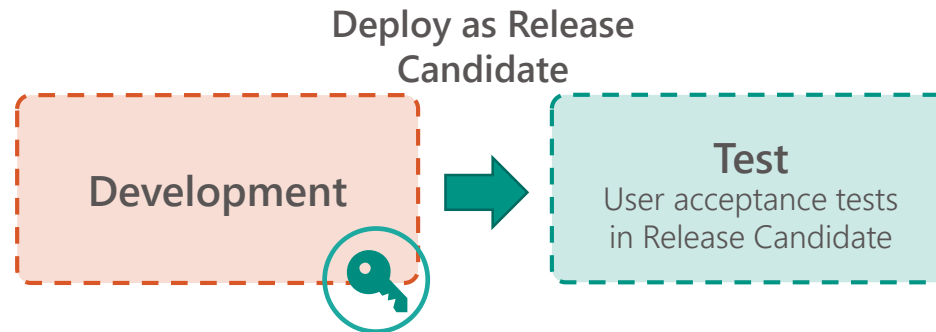 Deploy as Release
Candidate
Development
Test
User acceptance tests
in Release Candidate